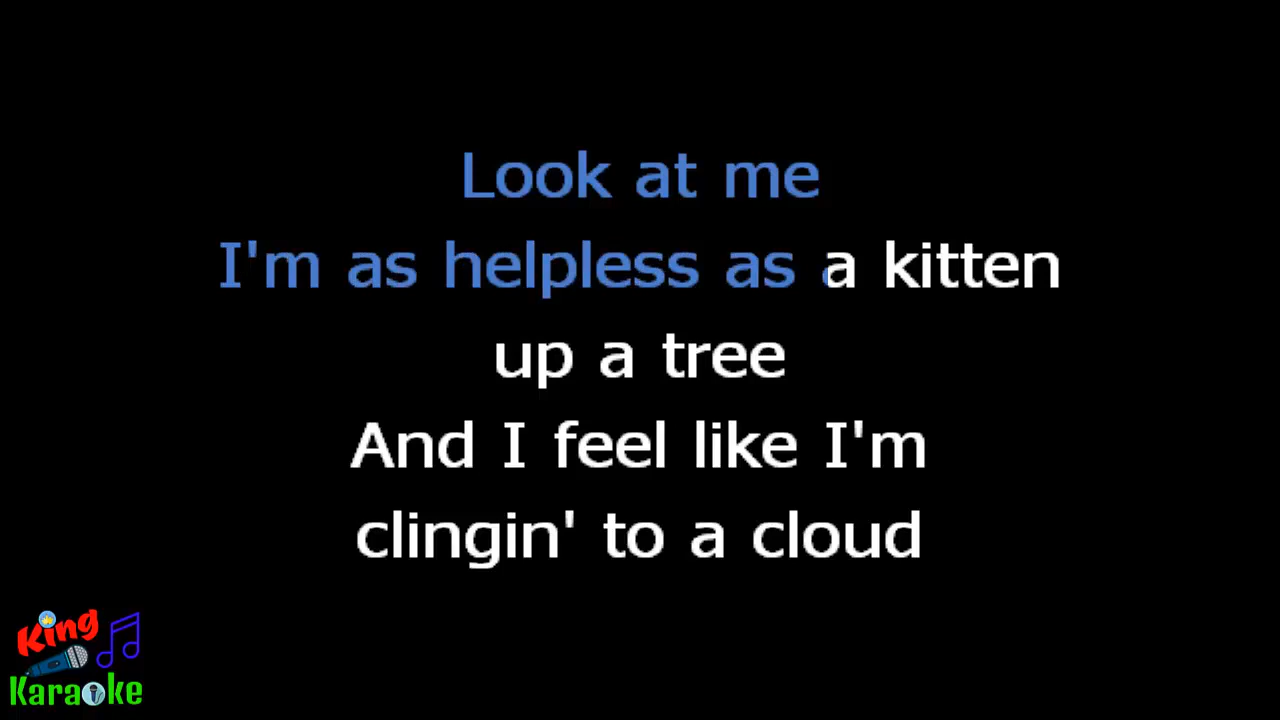 Look at me
I'm as helpless as a kitten
up a tree
And I feel like I'm
clingin' to a cloud
King
Karaoke